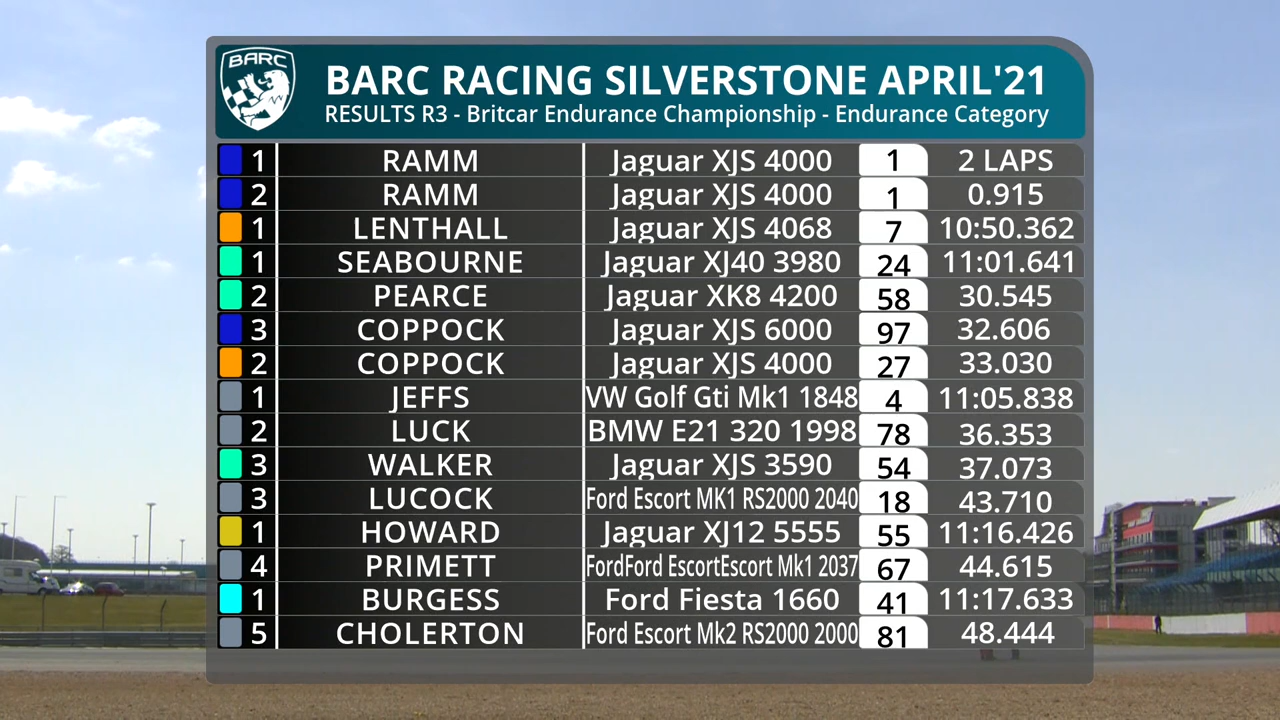 BARC
BARC RACING SILVERSTONE APRIL'21
RESULTS R3 - Britcar Endurance Championship - Endurance Category
1 RAMM Jaguar XJS 4000 1 2 LAPS
2 RAMM Jaguar XJS 4000 1 0.915
1 LENTHALL Jaguar XJS 4068 7 10:50.362
1 SEABOURNE Jaguar XJ40 3980 24 11:01.641
2 PEARCE Jaguar XK8 4200 58 30.545
3 COPPOCK Jaguar XJS 6000 97 32.606
2 COPPOCK Jaguar XJS 4000 27 33.030
1 JEFFS VW Golf Gti Mk1 1848 4 11:05.838
2 LUCK BMW E21 320 1998 78 36.353
3 WALKER Jaguar XJS 3590 54 37.073
3 LUCOCK Ford Escort MK1 RS2000 2040 18 43.710
1 HOWARD Jaguar XJ12 5555 55 11:16.426
4 PRIMETT FordFord EscortEscort Mk1 2037 67 44.615
1 BURGESS Ford Fiesta 1660 41 11:17.633
5 CHOLERTON Ford Escort Mk2 RS2000 2000 81 48.444